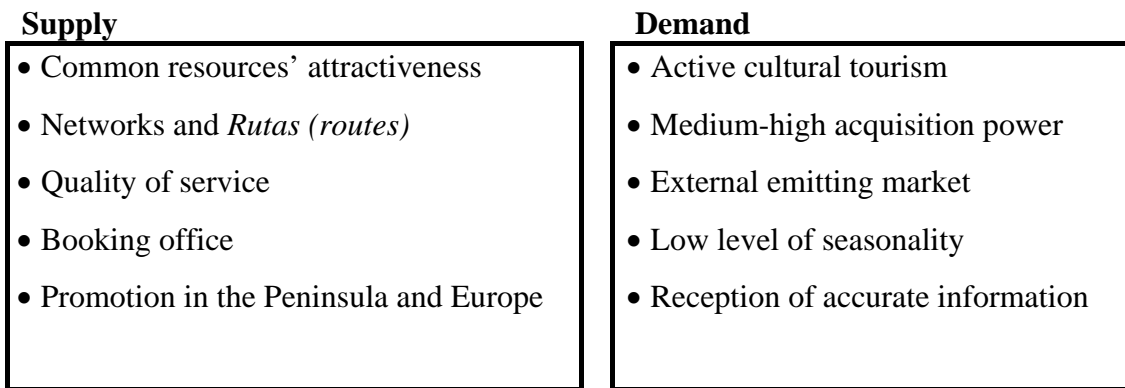 Supply
• Common resources’ attractiveness
• Networks and Rutas (routes)
• Quality of service
• Booking office
• Promotion in the Peninsula and Europe
Demand
• Active cultural tourism
• Medium-high acquisition power
• External emitting market
• Low level of seasonality
• Reception of accurate information